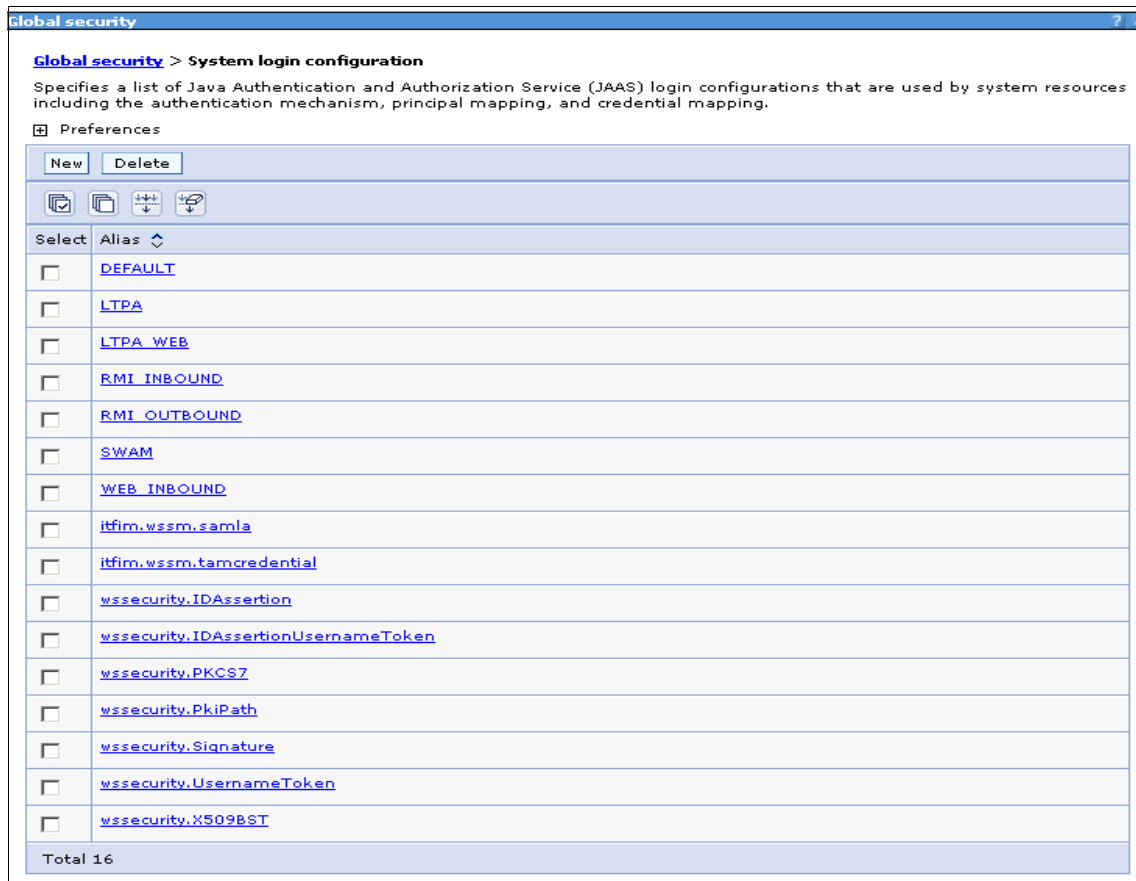 Global security ?
Global security > System login configuration
Specifies a list of Java Authentication and Authorization Service (JAAS) login configurations that are used by system resources
including the authentication mechanism, principal mapping, and credential mapping.
Preferences
New Delete
Select Alias
DEFAULT
LTPA
LTPA_WEB
RMI_INBOUND
RMI_OUTBOUND
SWAM
WEB_INBOUND
itfim.wssm.samla
itfim.wssm.tamcredential
wssecurity.IDAssertion
wssecurity.IDAssertionUsernameToken
wssecurity.PKCS7
wssecurity.PkiPath
wssecurity.Signature
wssecurity.UsernameToken
wssecurity.X509BST
Total 16